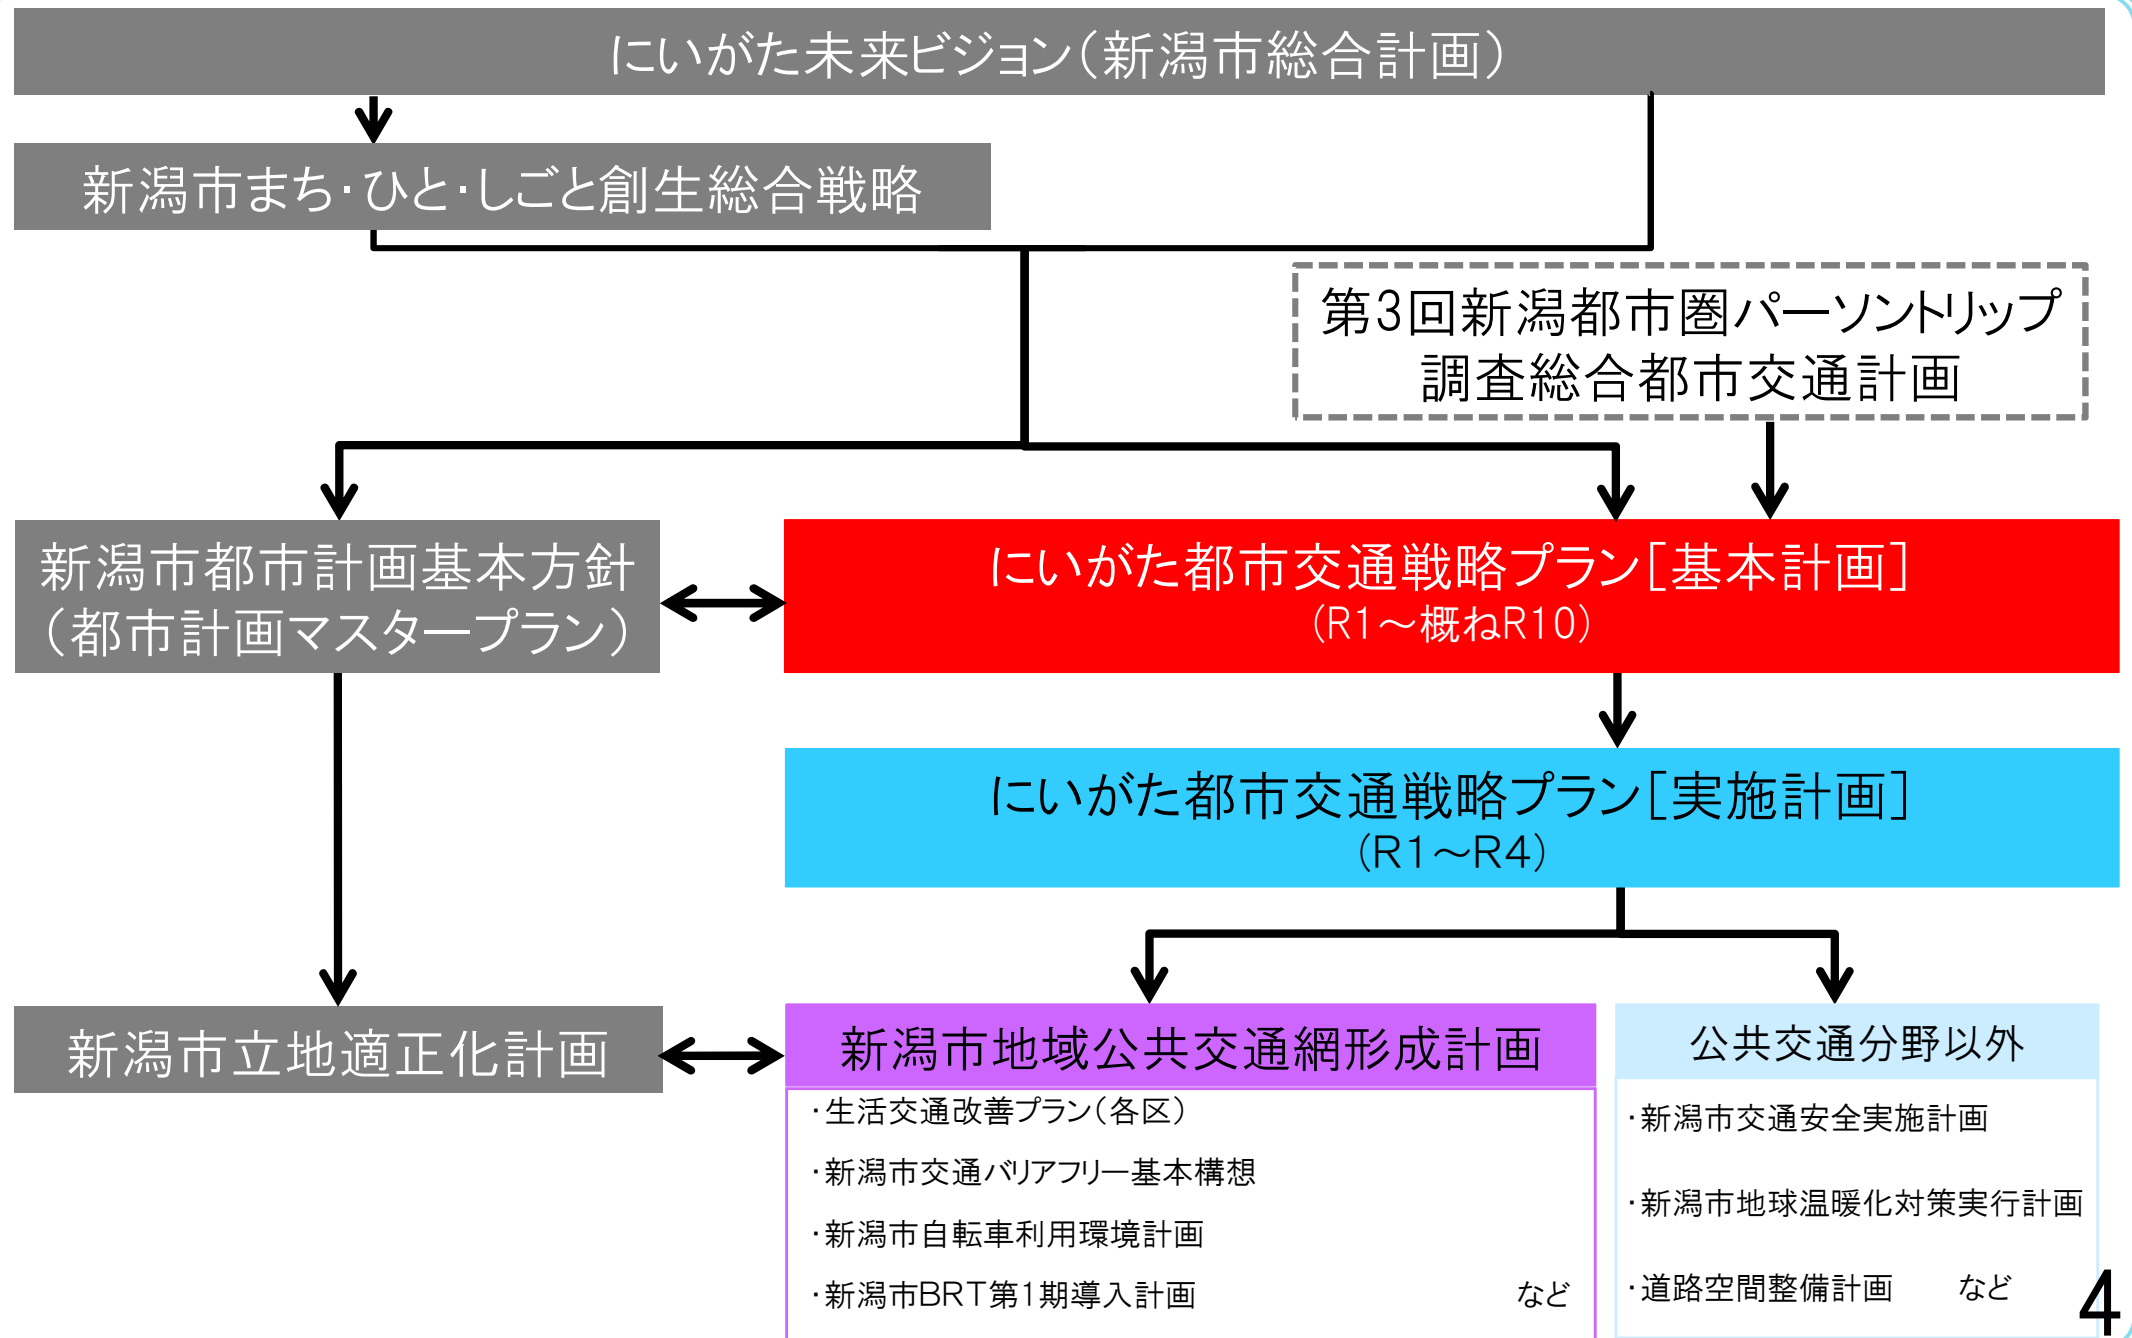 にいがた未来ビジョン（新潟市総合計画）
新潟市まち・ひと・しごと創生総合戦略
第3回新潟都市圏パーソントリップ
調査総合都市交通計画
新潟市都市計画基本方針
（都市計画マスタープラン）
にいがた都市交通戦略プラン［基本計画］
（R1～概ねR10）
にいがた都市交通戦略プラン［実施計画］
（R1～R4）
新潟市立地適正化計画
新潟市地域公共交通網形成計画
・生活交通改善プラン（各区）
・新潟市交通バリアフリー基本構想
・新潟市自転車利用環境計画
・新潟市BRT第1期導入計画　など
公共交通分野以外
・新潟市交通安全実施計画
・新潟市地球温暖化対策実行計画
・道路空間整備計画　など
4